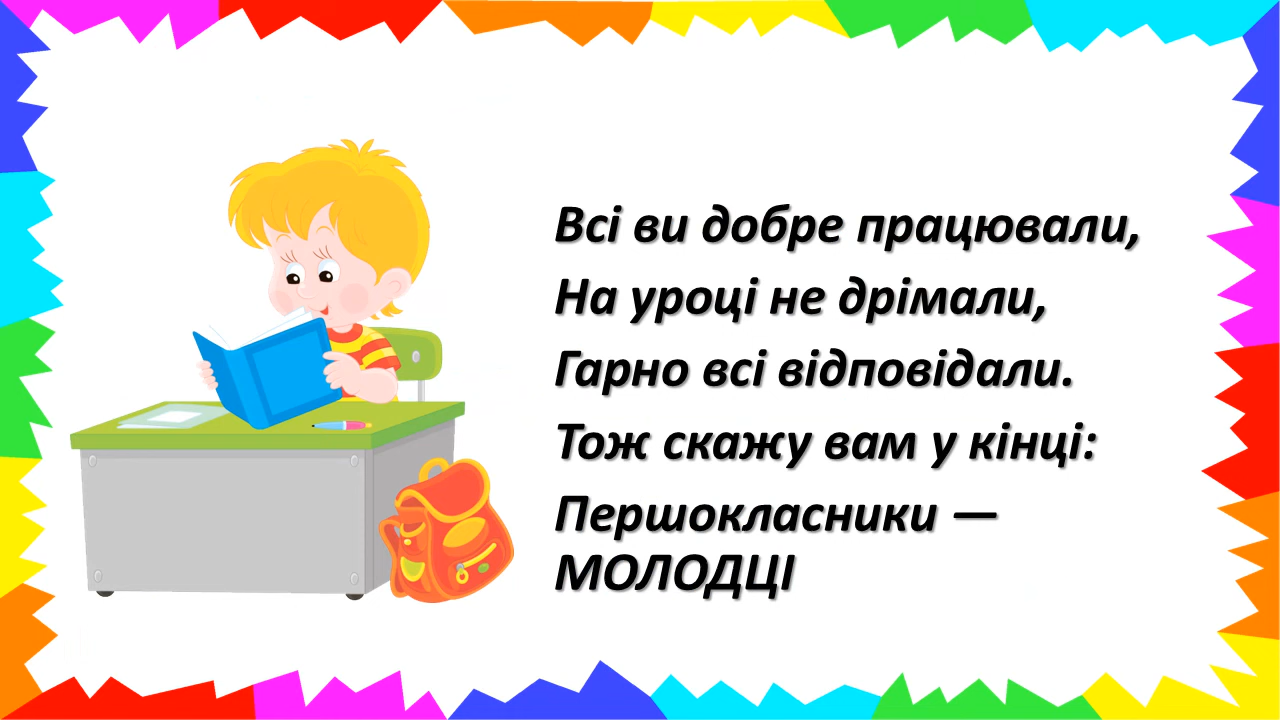 Всі ви добре працювали,
На уроці не дрімали,
Гарно всі відповідали.
Тож скажу вам у кінці:
Першокласники —
МОЛОДЦІ